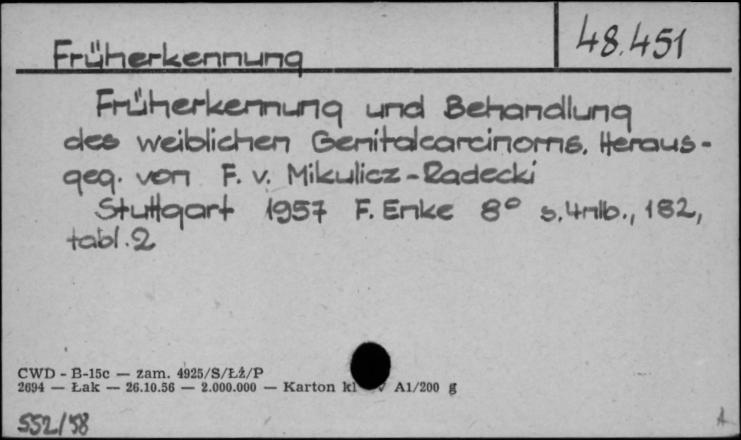 Früherkennung
48.451
Früherkennung und Behandlung
des weiblichen Genitalcarcinoms. Heraus-
geg. von F. v. Mikulicz-Radecki
Stuttgart 1957 F. Enke 8° s. 4nlb., 182,
tabl. 2
CWD - B-15c — zam. 4925/S/Łż/P
2694 — Łak — 26.10.56 — 2.000.000 — Karton kl V A1/200 g
552/58
A